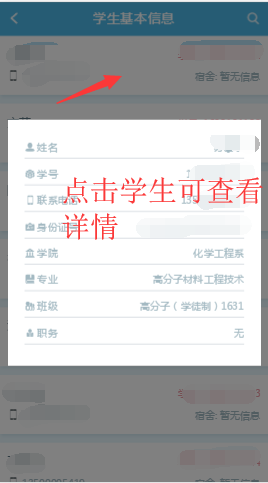 学生基本信息
宿舍: 暂无信息
姓名
学号
联系电话
点击学生可查看
详情
身份证号
学院 化学工程系
专业 高分子材料工程技术
班级 高分子（学徒制）1631
职务 无
宿舍: 暂无信息